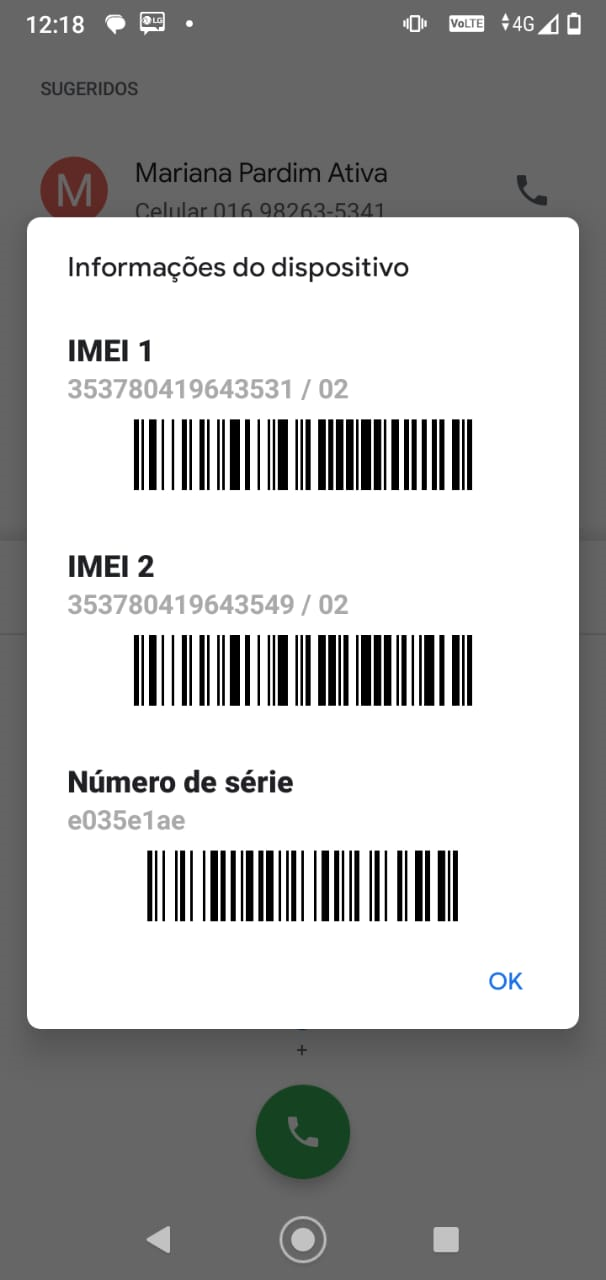 12:18
LG
VoLTE
4G
SUGERIDOS
M
Mariana Pardim Ativa
Celular 016 98263-5341
Informações do dispositivo
IMEI 1
353780419643531 / 02
IMEI 2
353780419643549 / 02
Número de série
e035e1ae
OK
+